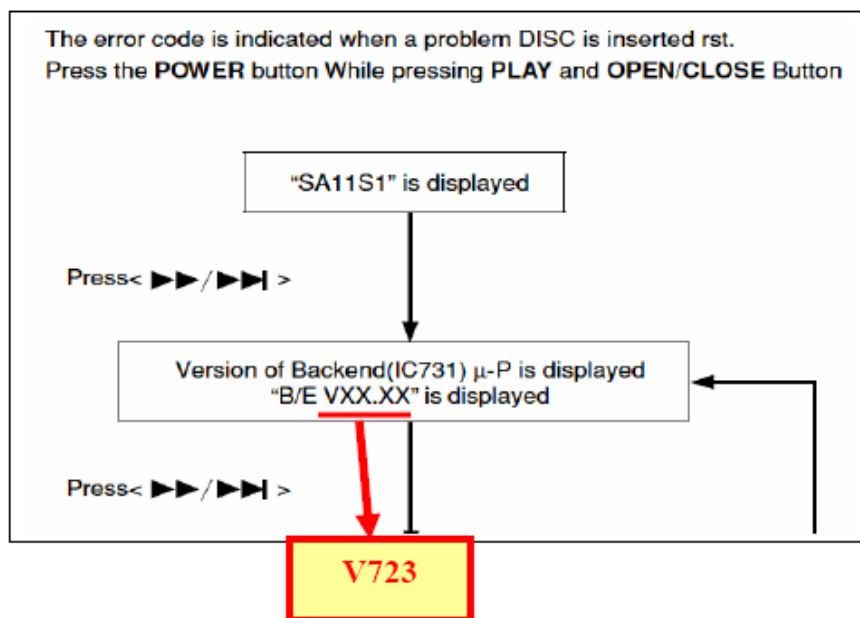 The error code is indicated when a problem DISC is inserted rst.
Press the POWER button While pressing PLAY and OPEN/CLOSE Button
“SA11S1” is displayed
Press< ▶▶/▶▶| >
Version of Backend(IC731) μ-P is displayed
“B/E VXX.XX” is displayed
Press< ▶▶/▶▶| >
V723